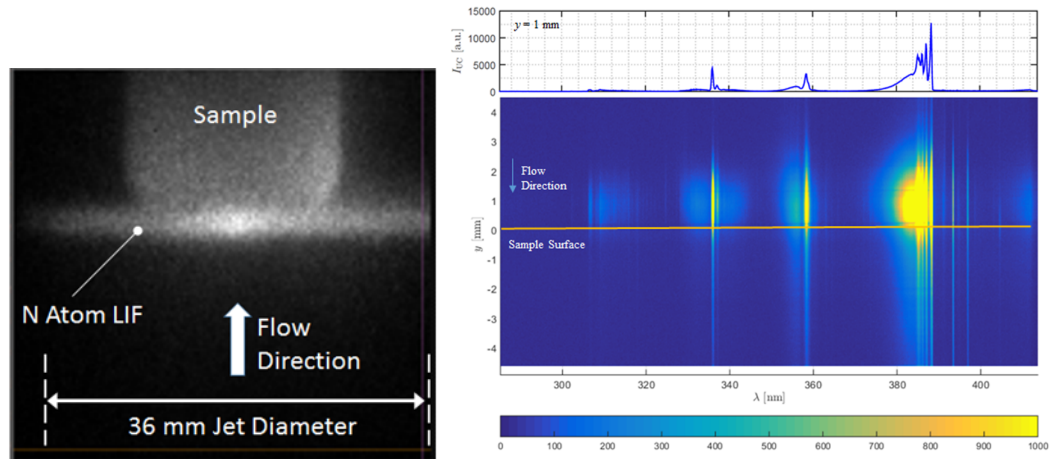 Sample
N Atom LIF
Flow
Direction
36 mm Jet Diameter
y = 1 mm
I_UC [a.u.]
15000
10000
5000
0
Flow
Direction
Sample Surface
y [mm]
4
3
2
1
0
-1
-2
-3
-4
300 320 340 360 380 400
λ [nm]
0 100 200 300 400 500 600 700 800 900 1000